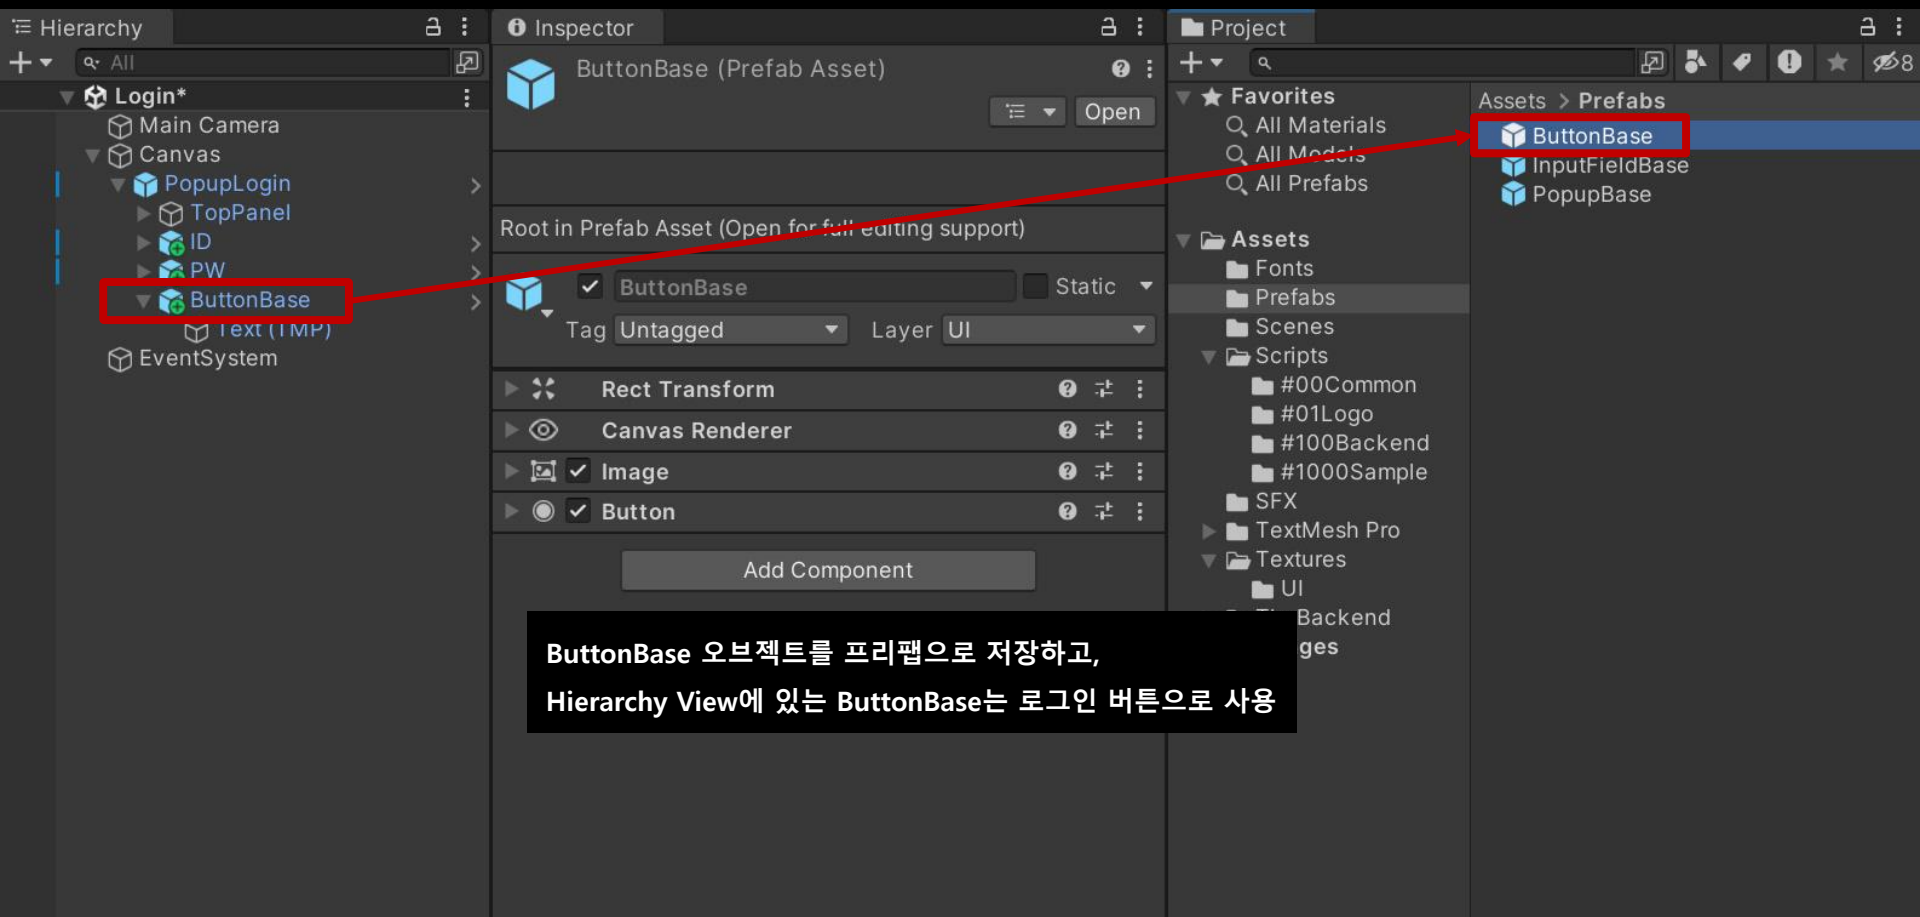 Hierarchy
All
Login*
Main Camera
Canvas
PopupLogin
TopPanel
ID
PW
ButtonBase
Text (TMP)
EventSystem
Inspector
ButtonBase (Prefab Asset)
Open
Root in Prefab Asset (Open for full editing support)
ButtonBase
Static
Tag Untagged
Layer UI
Rect Transform
Canvas Renderer
Image
Button
Add Component
Project
8
Favorites
All Materials
All Models
All Prefabs
Assets
Fonts
Prefabs
Scenes
Scripts
#00Common
#01Logo
#100Backend
#1000Sample
SFX
TextMesh Pro
Textures
UI
Backend
ges
Assets > Prefabs
ButtonBase
InputFieldBase
PopupBase
ButtonBase 오브젝트를 프리팹으로 저장하고,
Hierarchy View에 있는 ButtonBase는 로그인 버튼으로 사용